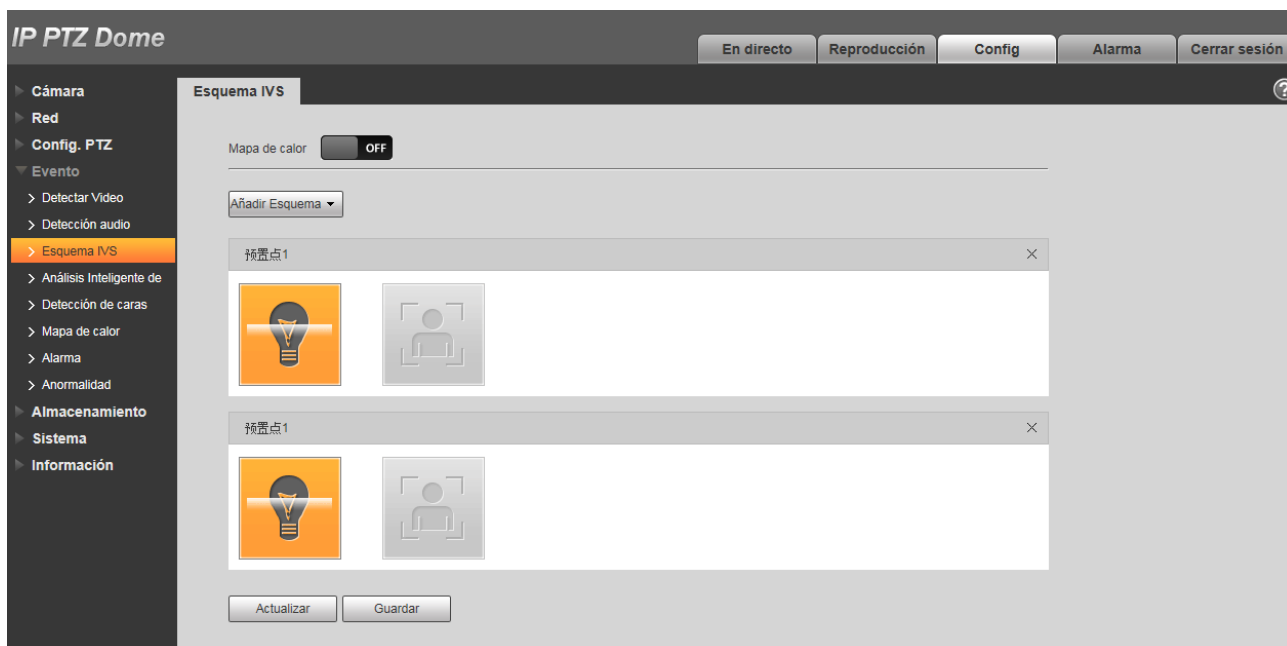 IP PTZ Dome
En directo
Reproducción
Config
Alarma
Cerrar sesión
Cámara
Red
Config. PTZ
Evento
Detectar Video
Detección audio
Esquema IVS
Análisis Inteligente de
Detección de caras
Mapa de calor
Alarma
Anormalidad
Almacenamiento
Sistema
Información
Esquema IVS
?
Mapa de calor OFF
Añadir Esquema
预置点1
预置点1
Actualizar
Guardar